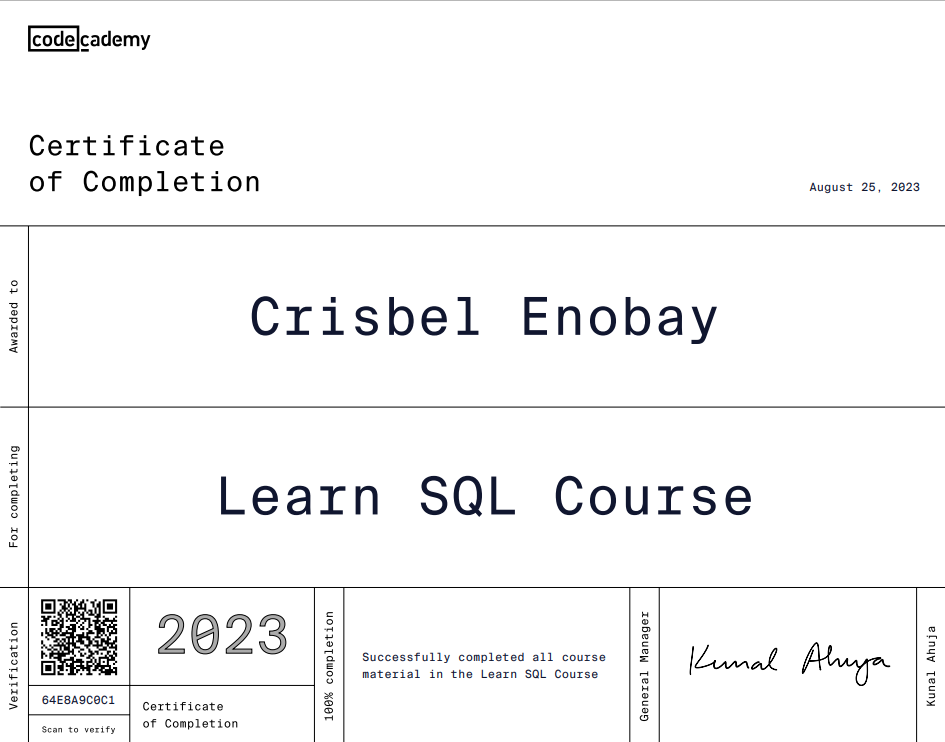 codecademy
Certificate
of Completion
August 25, 2023
Awarded to
Crisbel Enobay
For completing
Learn SQL Course
Verification
64E8A9C0C1
Scan to verify
2023
Certificate
of Completion
100% completion
Successfully completed all course
material in the Learn SQL Course
General Manager
Kunal Ahuja
Kunal Ahuja